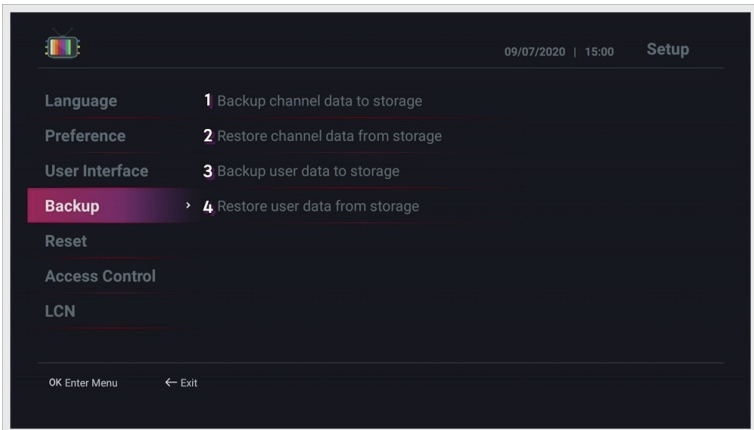 09/07/2020 | 15:00 Setup
Language
1 Backup channel data to storage
Preference
2 Restore channel data from storage
User Interface
3 Backup user data to storage
Backup ›
4 Restore user data from storage
Reset
Access Control
LCN
OK Enter Menu ← Exit